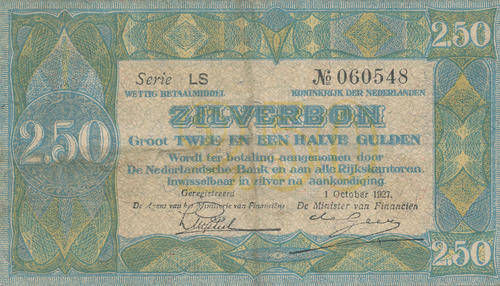 2.50
Serie LS № 060548
WETTIG BETAALMIDDEL KONINKRIJK DER NEDERLANDEN
ZILVERBON
Groot TWEE EN EEN HALVE GULDEN
Wordt ter betaling aangenomen door
De Nederlandsche Bank en aan alle Rijkskantoren.
Inwisselbaar in zilver na aankondiging.
Geregistreerd 1 October 1927.
De Agent van het Ministerie van Financiën De Minister van Financiën
de Geer
2.50
2.50